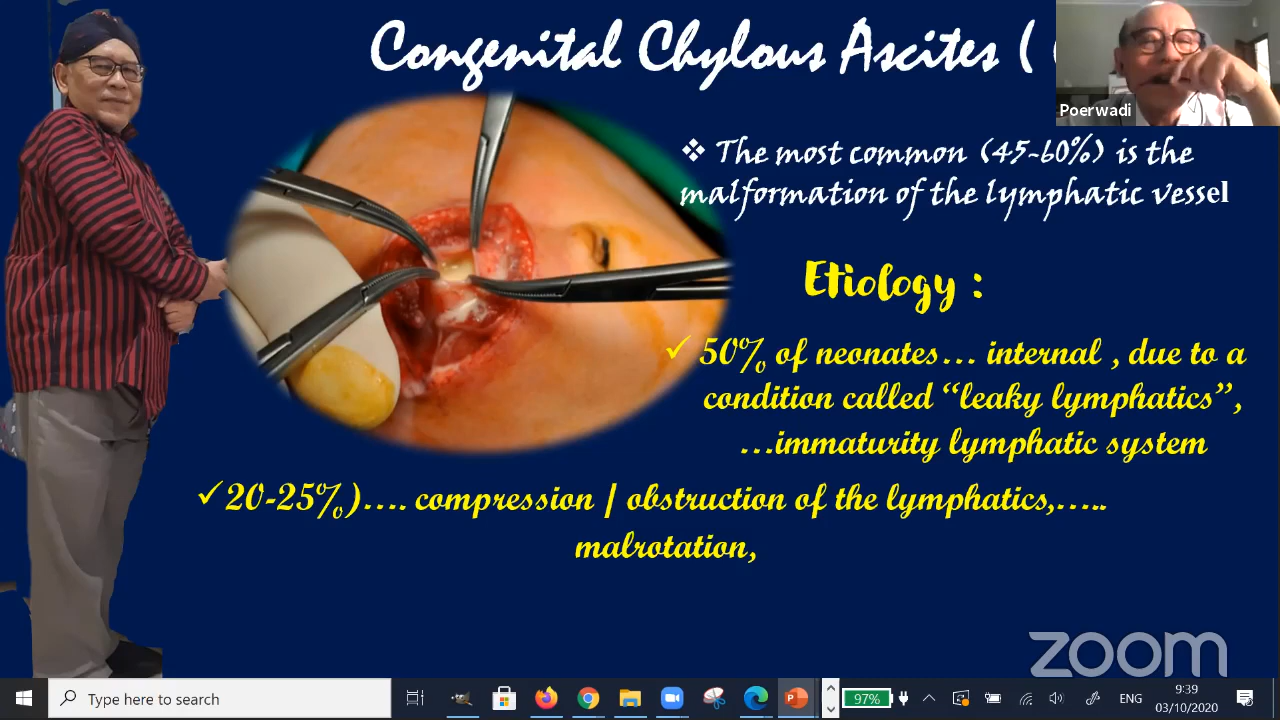 Congenital Chylous Ascites (
Poerwadi
❖ The most common (45-60%) is the
malformation of the lymphatic vessel
Etiology :
✓ 50% of neonates... internal , due to a
condition called “leaky lymphatics”,
...immaturity lymphatic system
✓ 20-25%).... compression / obstruction of the lymphatics,.....
malrotation,
zoom
Type here to search
97%
ENG
9:39
03/10/2020